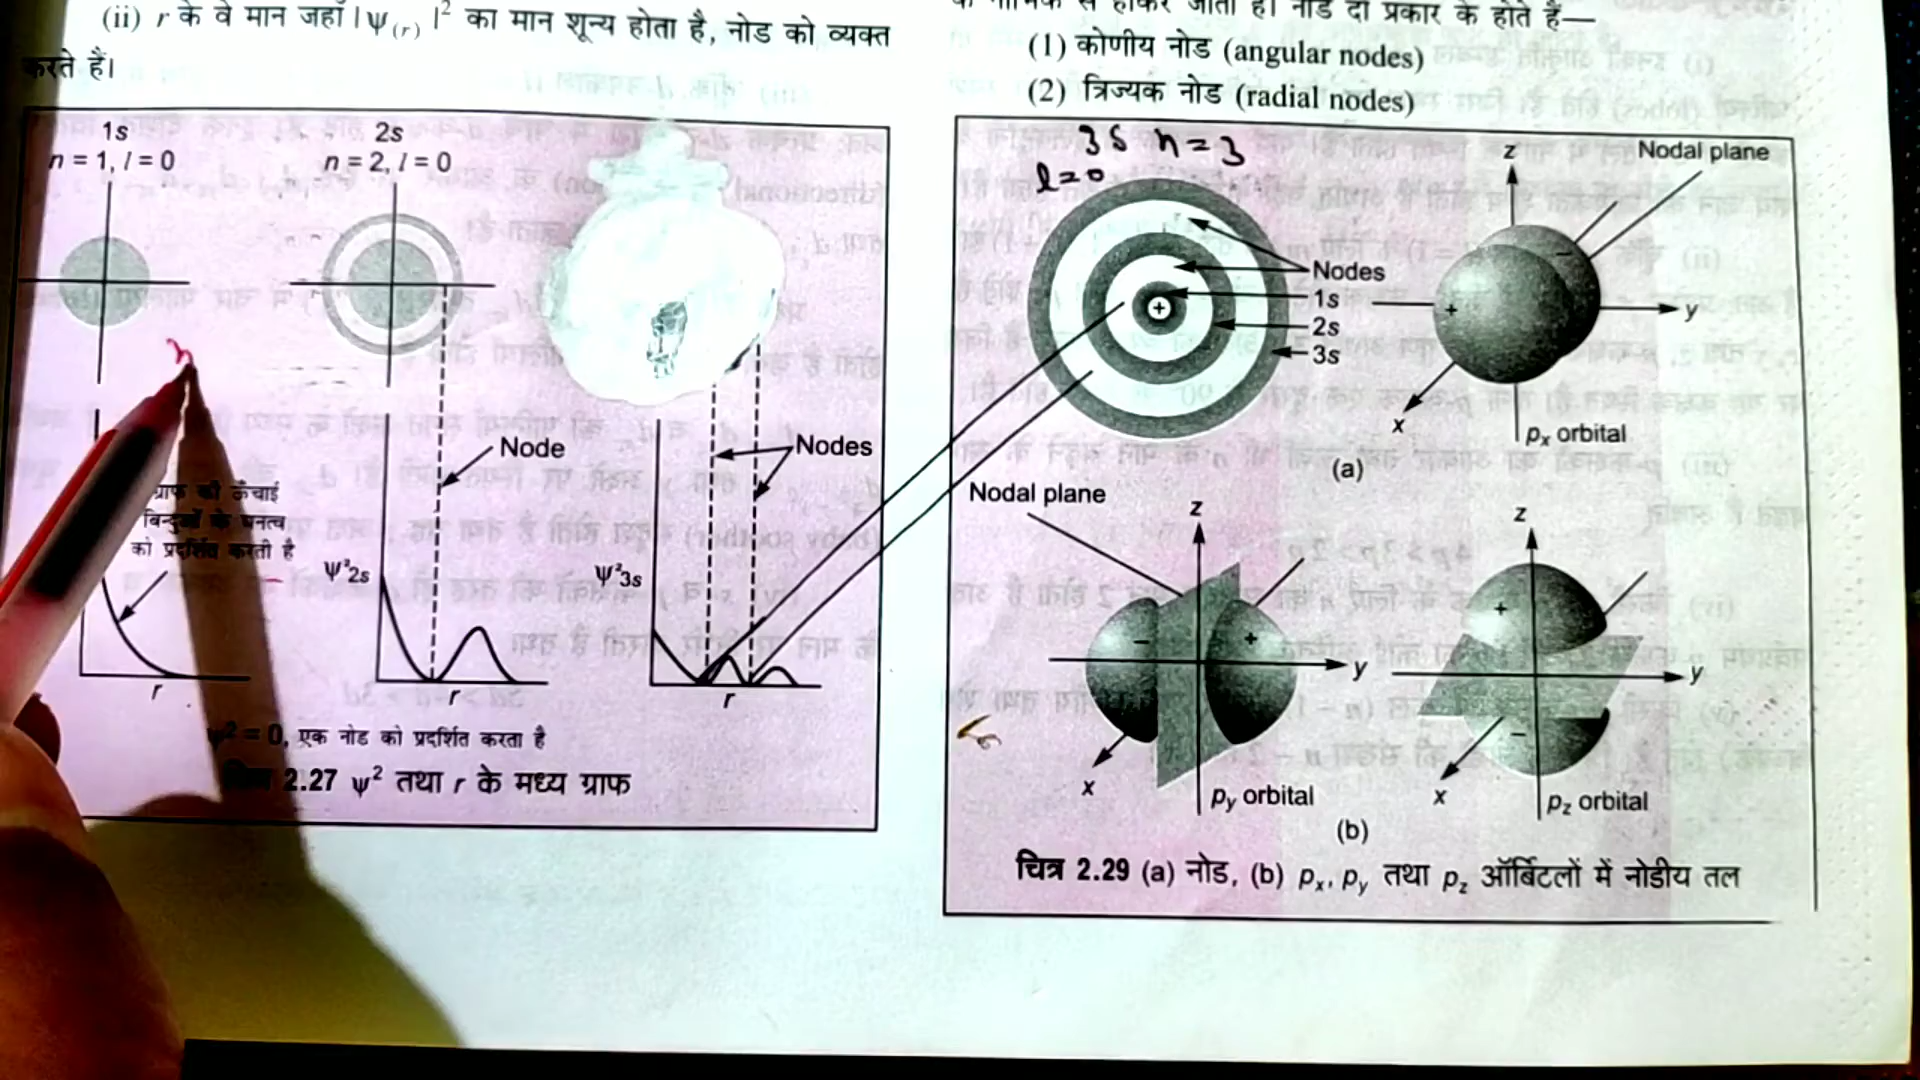 (ii) r के वे मान जहाँ |ψ(r)|² का मान शून्य होता है, नोड को व्यक्त
करते हैं।
1s
n = 1, l = 0
2s
n = 2, l = 0
Node
Nodes
ग्राफ की ऊँचाई
बिन्दुओं के घनत्व
को प्रदर्शित करती है
ψ²2s
ψ²3s
r
r
r
ψ² = 0, एक नोड को प्रदर्शित करता है
चित्र 2.27 ψ² तथा r के मध्य ग्राफ
(1) कोणीय नोड (angular nodes)
(2) त्रिज्यक नोड (radial nodes)
3s n = 3
l = 0
Nodes
1s
2s
3s
+
z
Nodal plane
+
−
y
x
px orbital
(a)
Nodal plane
z
−
+
y
x
py orbital
z
+
−
y
x
pz orbital
(b)
चित्र 2.29 (a) नोड, (b) px, py तथा pz ऑर्बिटलों में नोडीय तल